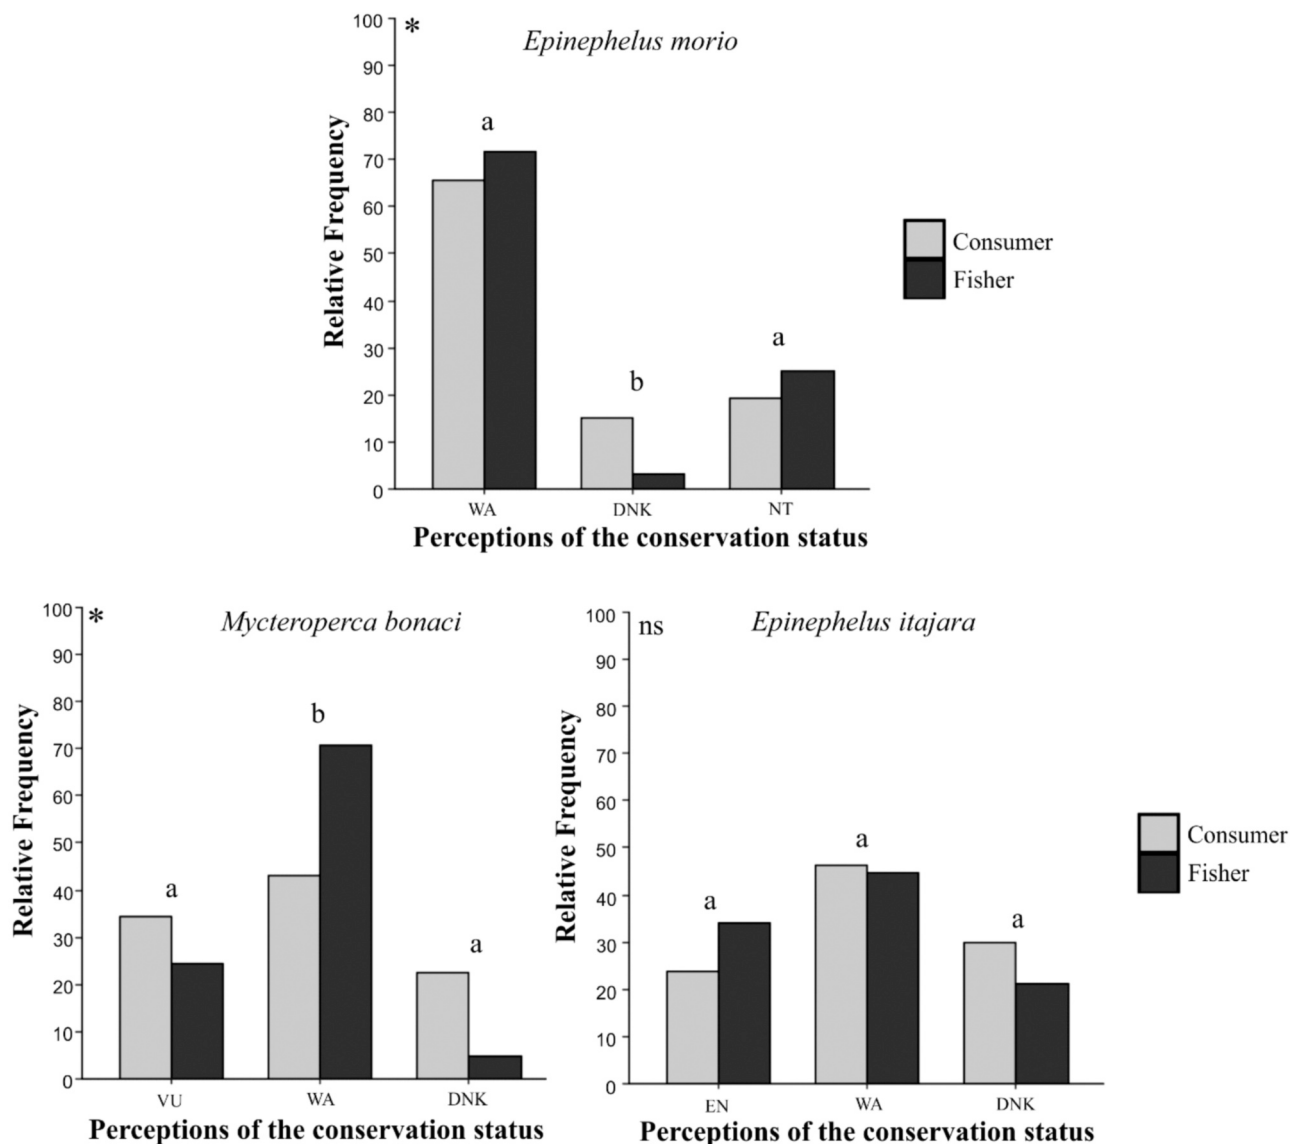 *
Epinephelus morio
Relative Frequency
100
90
80
70
60
50
40
30
20
10
0
a
b
a
WA
DNK
NT
Perceptions of the conservation status
Consumer
Fisher
*
Mycteroperca bonaci
Relative Frequency
100
90
80
70
60
50
40
30
20
10
0
a
b
a
VU
WA
DNK
Perceptions of the conservation status
ns
Epinephelus itajara
Relative Frequency
100
90
80
70
60
50
40
30
20
10
0
a
a
a
EN
WA
DNK
Perceptions of the conservation status
Consumer
Fisher